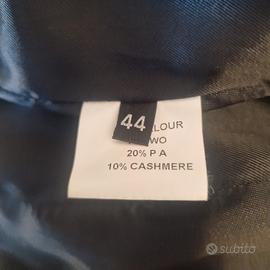 44
LOUR
WO
20% P A
10% CASHMERE
subito